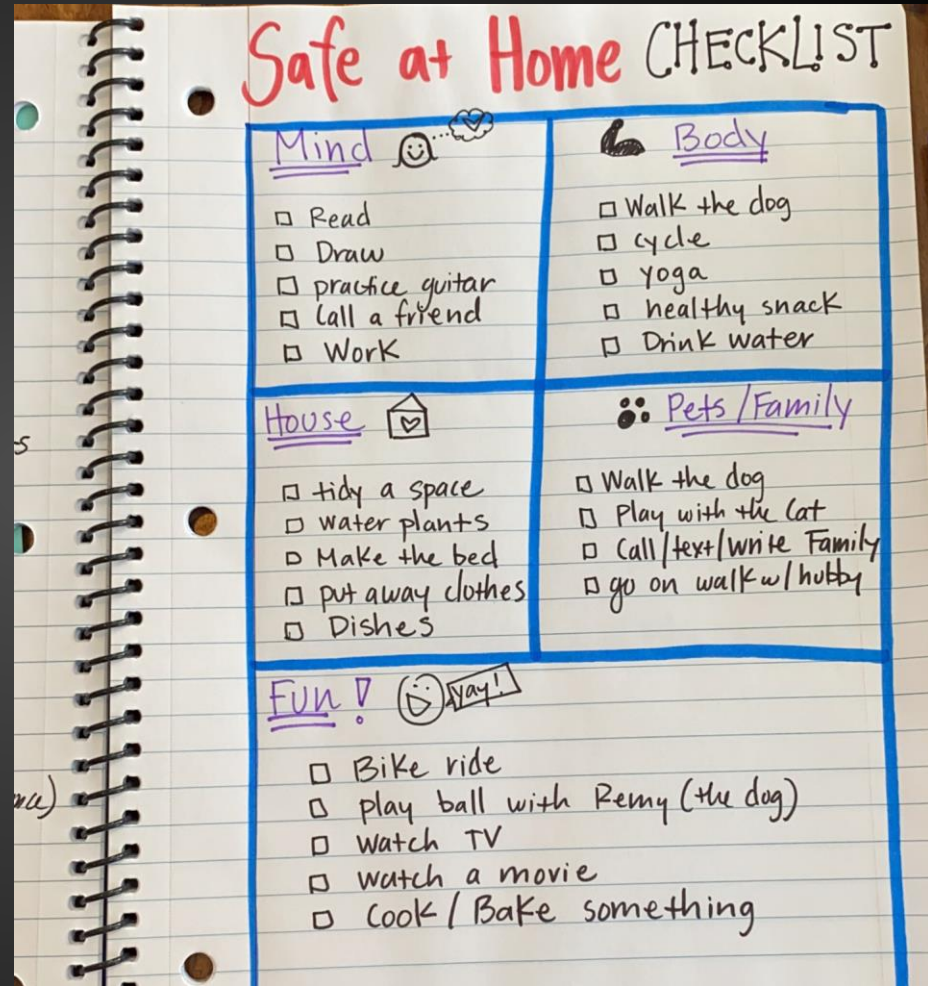 Safe at Home CHECKLIST
Mind
Read
Draw
practice guitar
Call a friend
Work
Body
Walk the dog
cycle
yoga
healthy snack
Drink water
House
tidy a space
water plants
Make the bed
put away clothes
Dishes
Pets/Family
Walk the dog
Play with the Cat
Call/text/write Family
go on walk w/hubby
Fun! yay!
Bike ride
play ball with Remy (the dog)
watch TV
watch a movie
Cook/Bake something